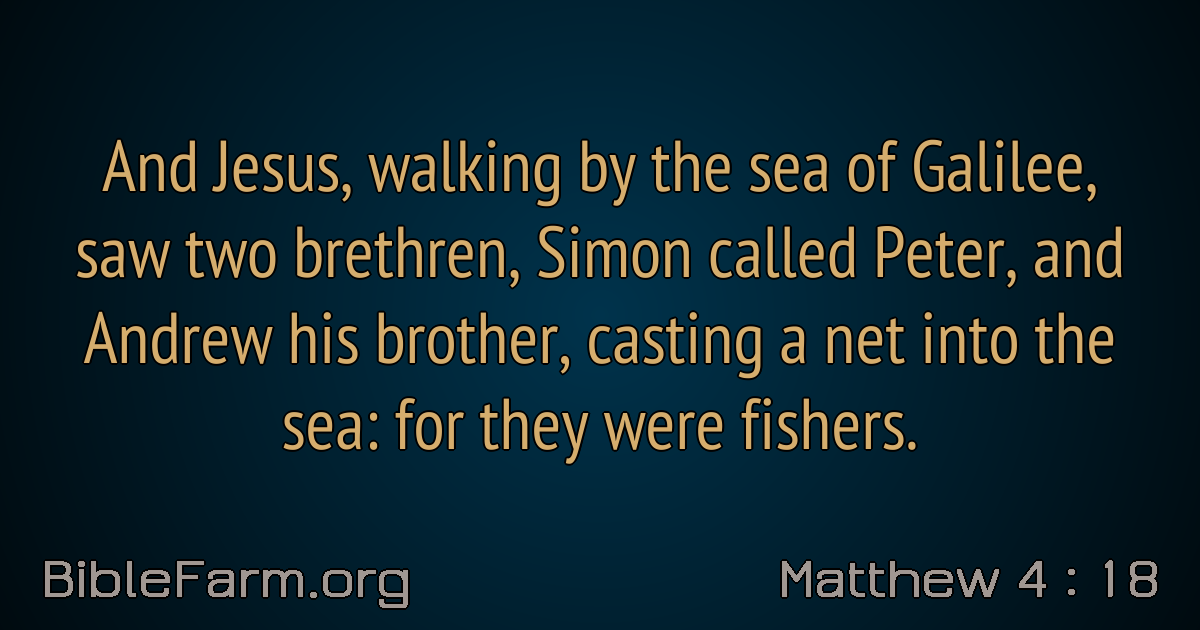 And Jesus, walking by the sea of Galilee,
saw two brethren, Simon called Peter, and
Andrew his brother, casting a net into the
sea: for they were fishers.
BibleFarm.org
Matthew 4 : 18